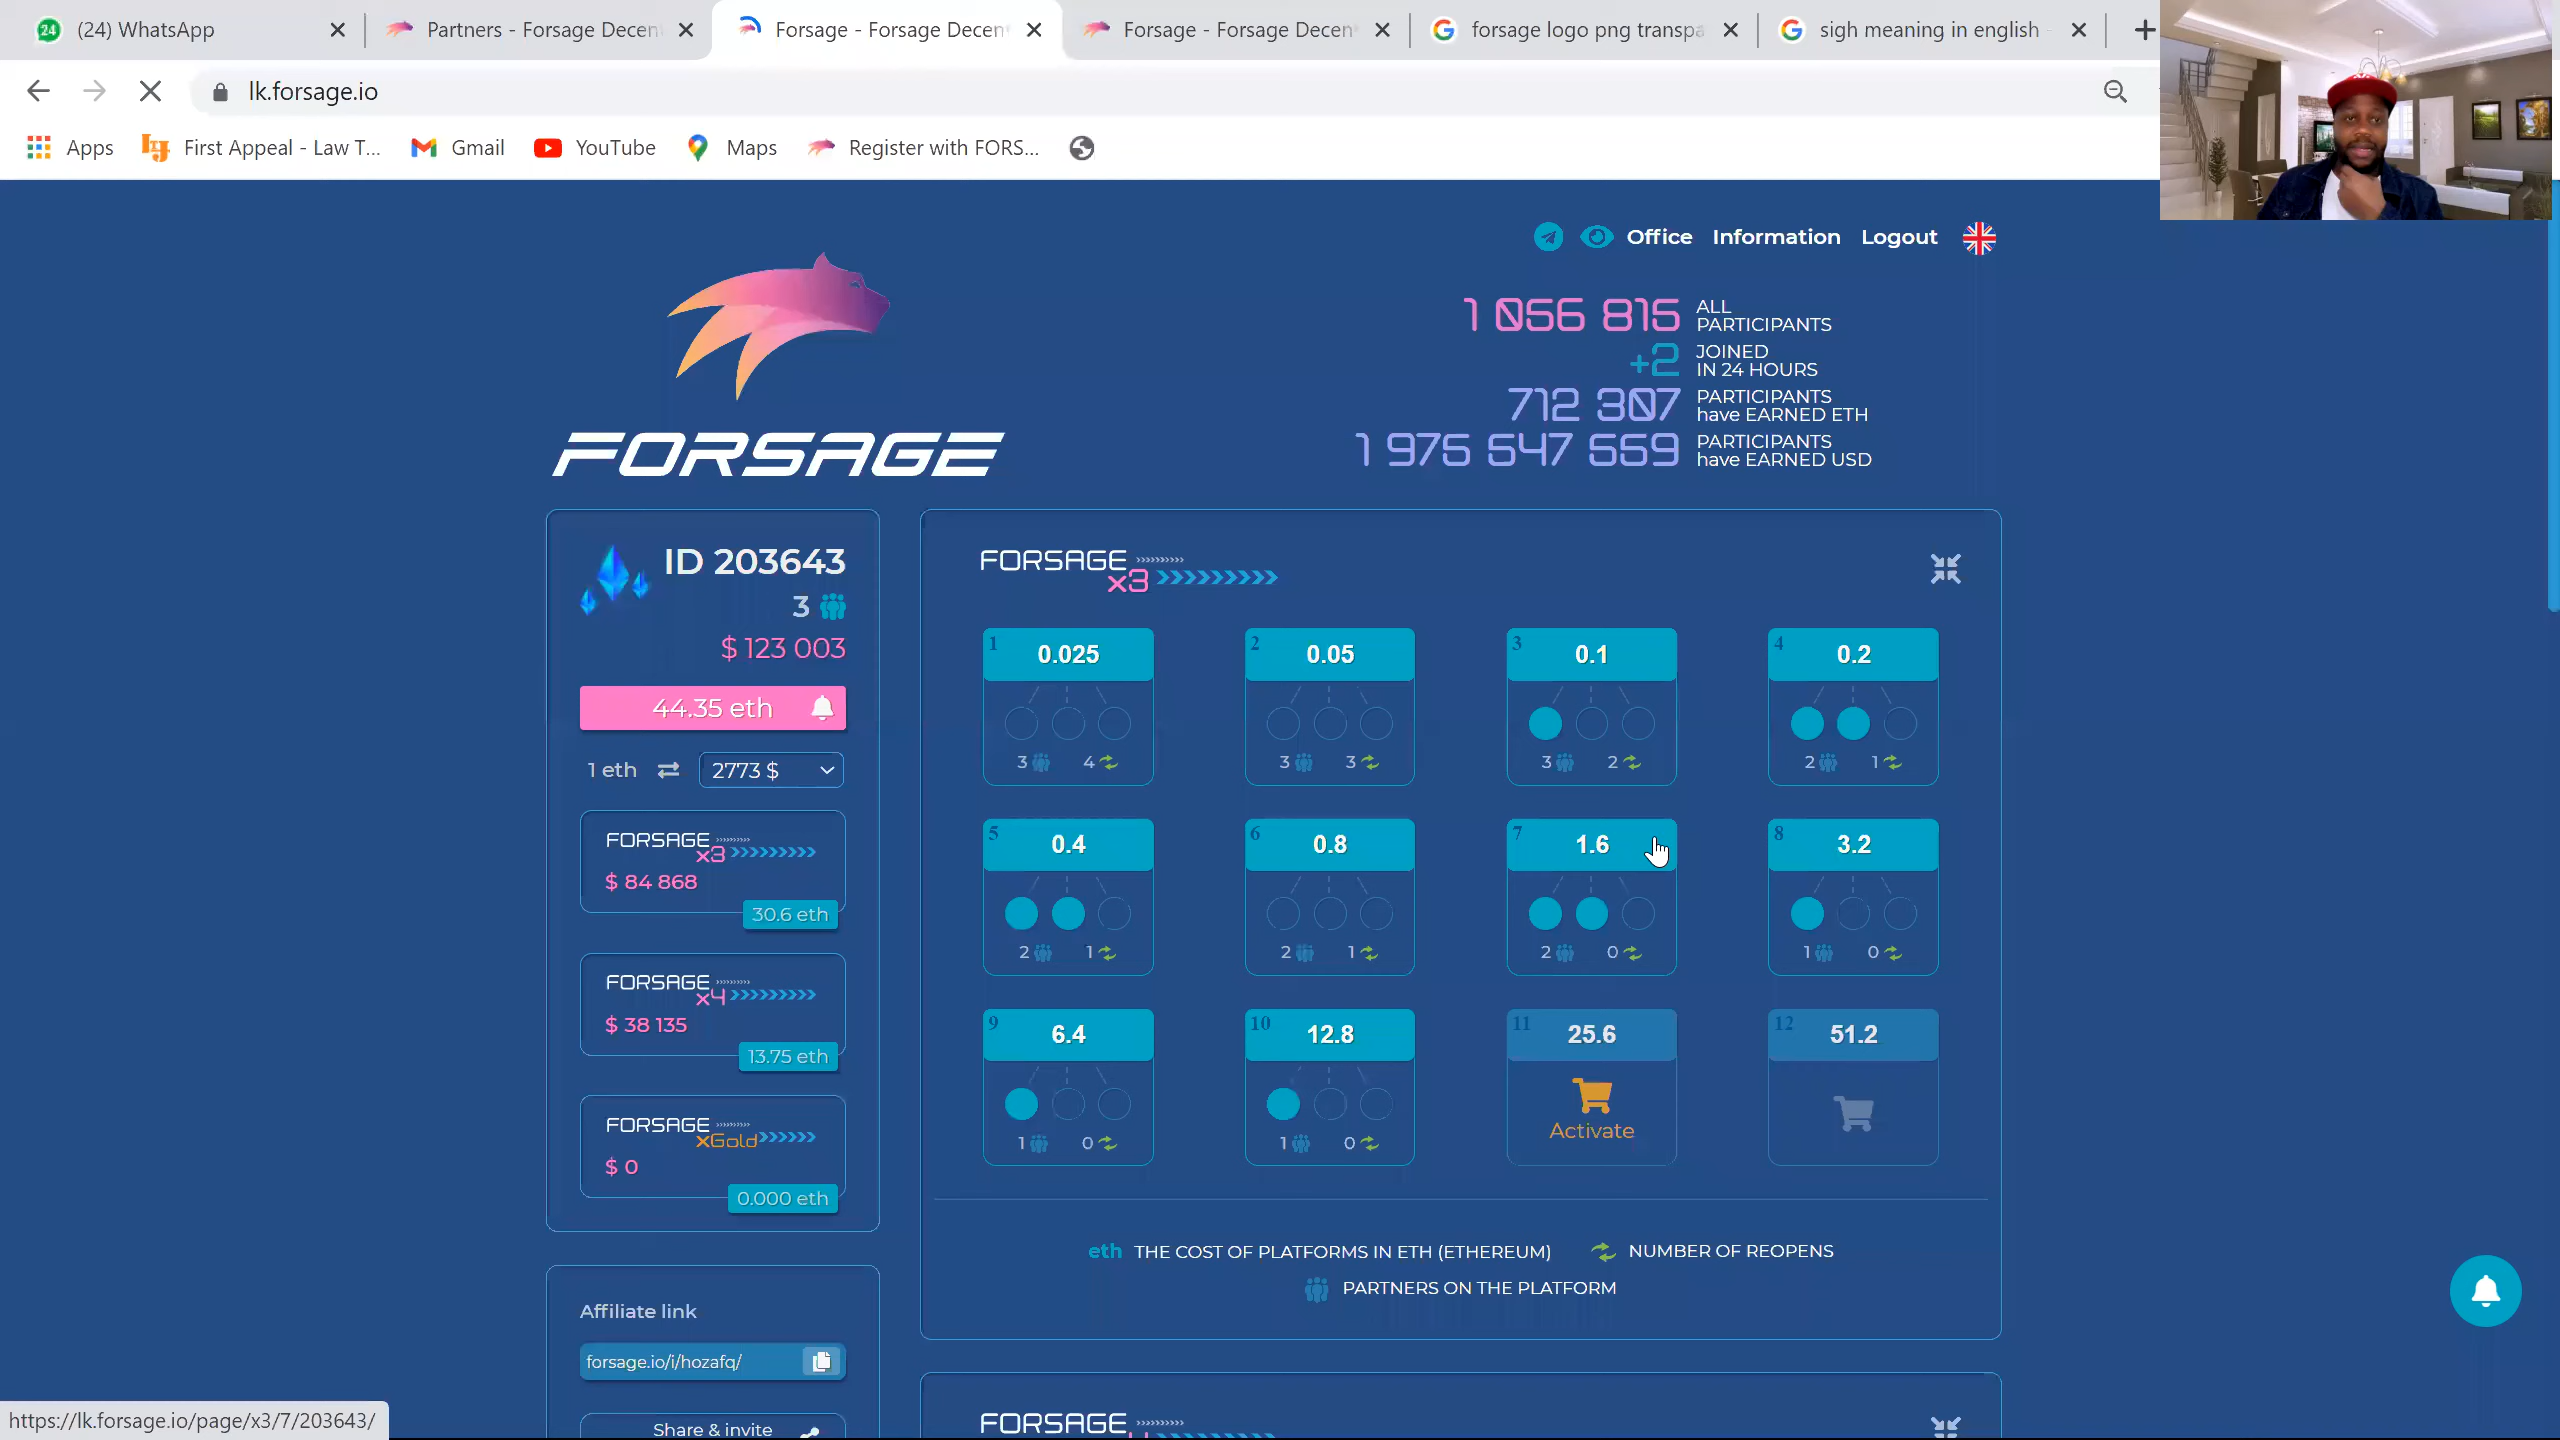 24 (24) WhatsApp
Partners - Forsage Decen
Forsage - Forsage Decen
Forsage - Forsage Decen
forsage logo png transpa
sigh meaning in english
lk.forsage.io
Apps
First Appeal - Law T...
Gmail
YouTube
Maps
Register with FORS...
Office Information Logout
1 056 815 ALL PARTICIPANTS
+2 JOINED IN 24 HOURS
712 307 PARTICIPANTS have EARNED ETH
1 975 547 559 PARTICIPANTS have EARNED USD
FORSAGE
ID 203643
3
$ 123 003
44.35 eth
1 eth 2773 $
FORSAGE
x3
$ 84 868
30.6 eth
FORSAGE
x4
$ 38 135
13.75 eth
FORSAGE
xGold
$ 0
0.000 eth
Affiliate link
forsage.io/i/hozafq/
Share & invite
FORSAGE
x3
1 0.025 2 0.05 3 0.1 4 0.2
3 4 3 3 3 2 2 1
5 0.4 6 0.8 7 1.6 8 3.2
2 1 2 1 2 0 1 0
9 6.4 10 12.8 11 25.6 12 51.2
1 0 1 0 Activate
eth THE COST OF PLATFORMS IN ETH (ETHEREUM) NUMBER OF REOPENS
PARTNERS ON THE PLATFORM
FORSAGE
https://lk.forsage.io/page/x3/7/203643/